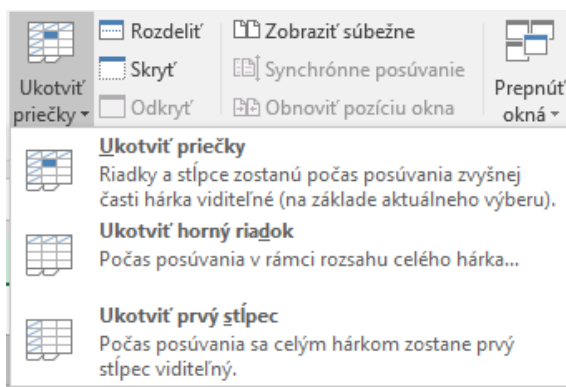 Ukotviť
priečky
Rozdeliť
Skryť
Odkryť
Zobraziť súbežne
Synchrónne posúvanie
Obnoviť pozíciu okna
Prepnúť
okná
Ukotviť priečky
Riadky a stĺpce zostanú počas posúvania zvyšnej
časti hárka viditeľné (na základe aktuálneho výberu).
Ukotviť horný riadok
Počas posúvania v rámci rozsahu celého hárka...
Ukotviť prvý stĺpec
Počas posúvania sa celým hárkom zostane prvý
stĺpec viditeľný.